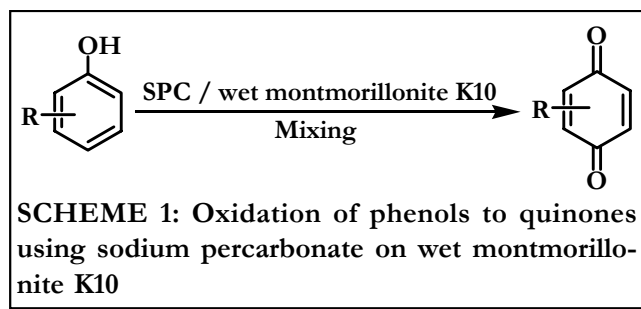 OH
R
SPC / wet montmorillonite K10
Mixing
O
R
O
SCHEME 1: Oxidation of phenols to quinones
using sodium percarbonate on wet montmorillo-
nite K10